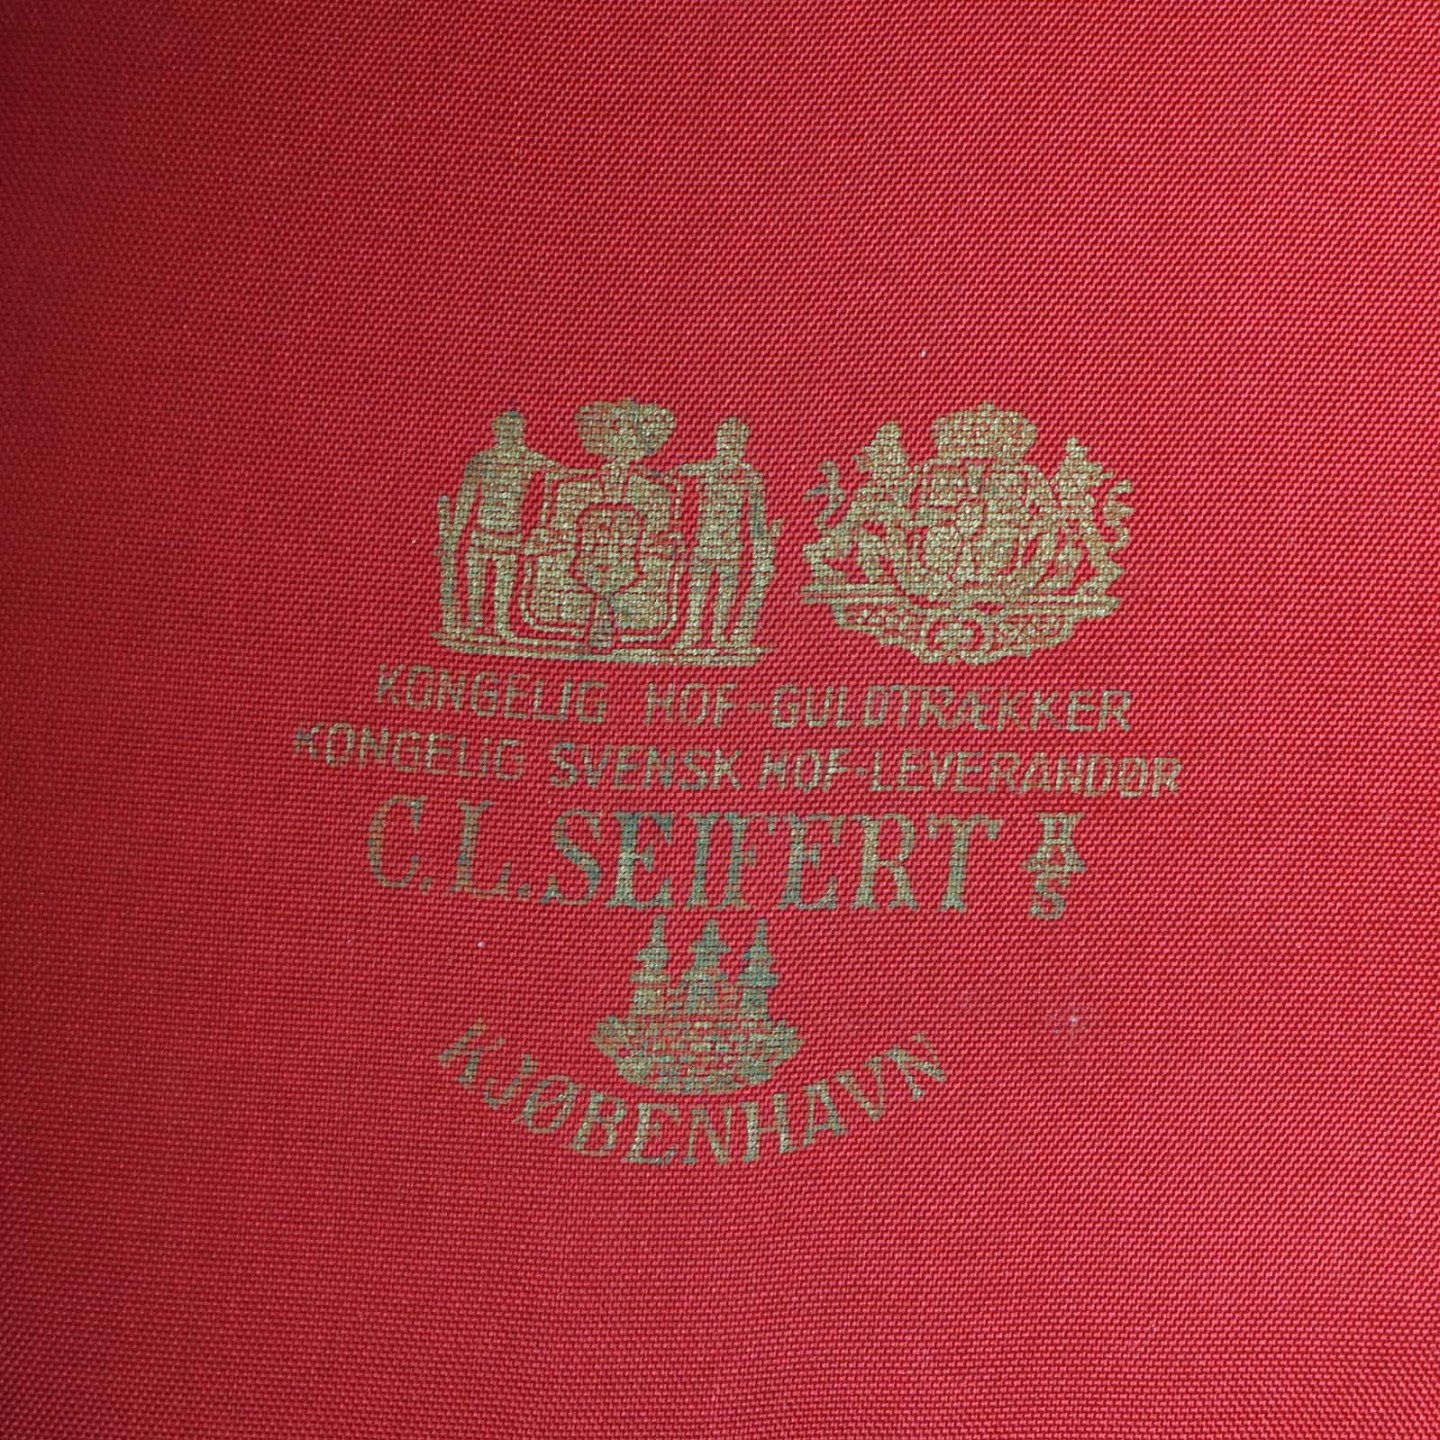 KONGELIG HOF-GULDTRÆKKER
KONGELIG SVENSK HOF-LEVERANDØR
C.L.SEIFERT A/S
KJØBENHAVN